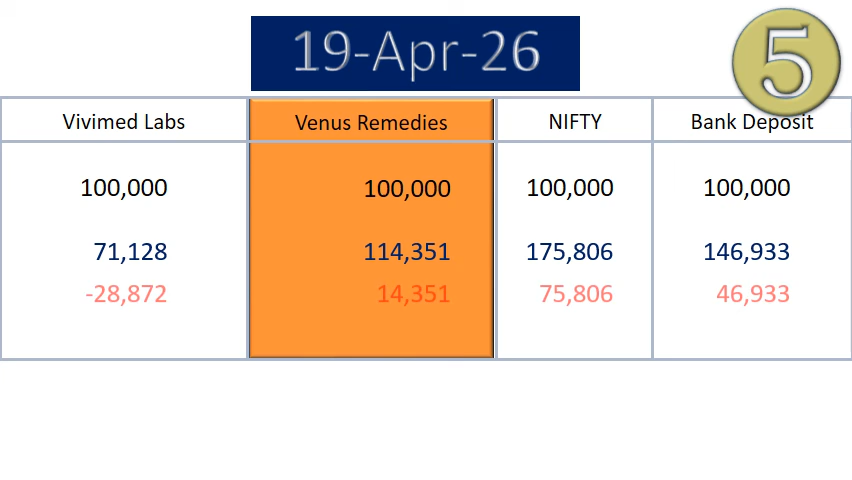 19-Apr-26
5
Vivimed Labs Venus Remedies NIFTY Bank Deposit
100,000 100,000 100,000 100,000
71,128 114,351 175,806 146,933
-28,872 14,351 75,806 46,933